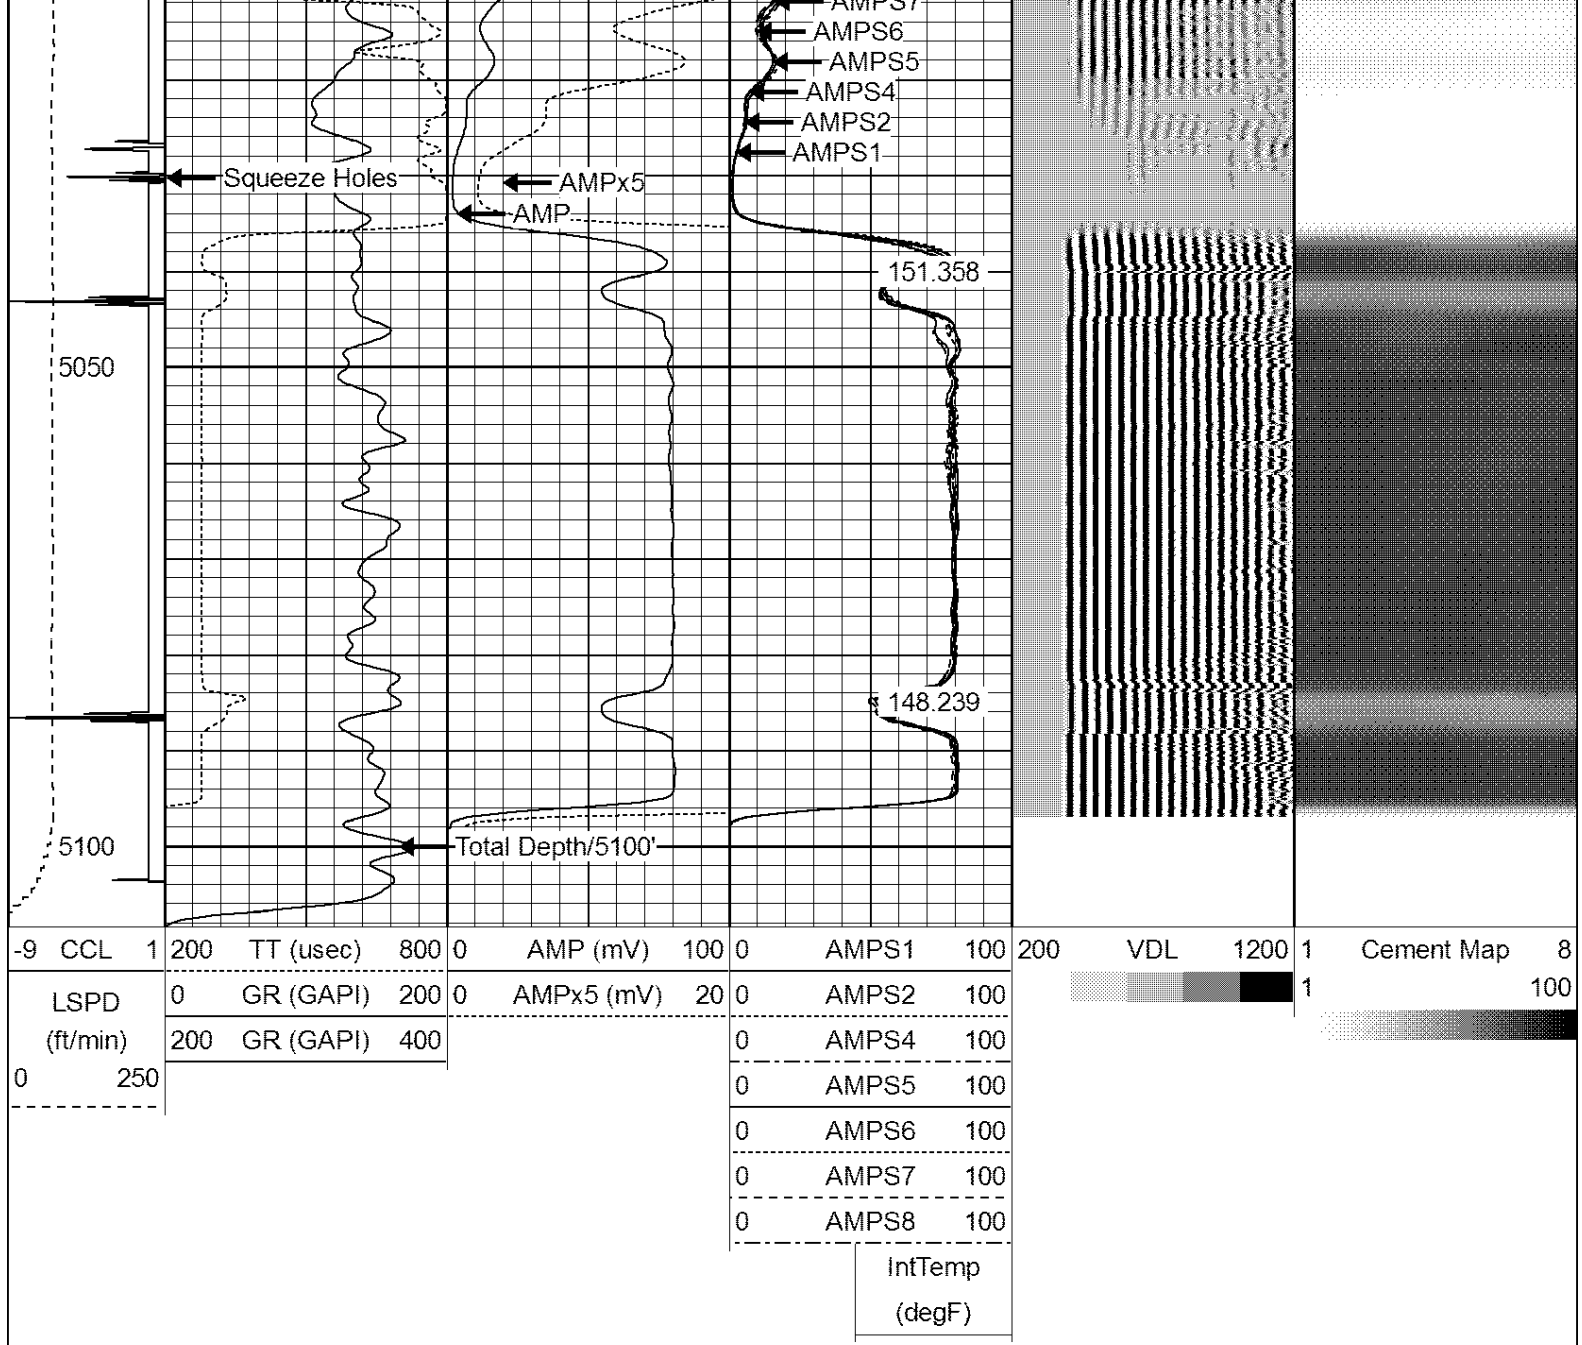 AMPS7
AMPS6
AMPS5
AMPS4
AMPS2
AMPS1
Squeeze Holes
AMPx5
AMP
151.358
5050
148.239
5100
Total Depth/5100'
-9 CCL 1 200 TT (usec) 800 0 AMP (mV) 100 0 AMPS1 100 200 VDL 1200 1 Cement Map 8
LSPD 0 GR (GAPI) 200 0 AMPx5 (mV) 20 0 AMPS2 100 1 100
(ft/min) 200 GR (GAPI) 400 0 AMPS4 100
0 250 0 AMPS5 100
0 AMPS6 100
0 AMPS7 100
0 AMPS8 100
IntTemp
(degF)